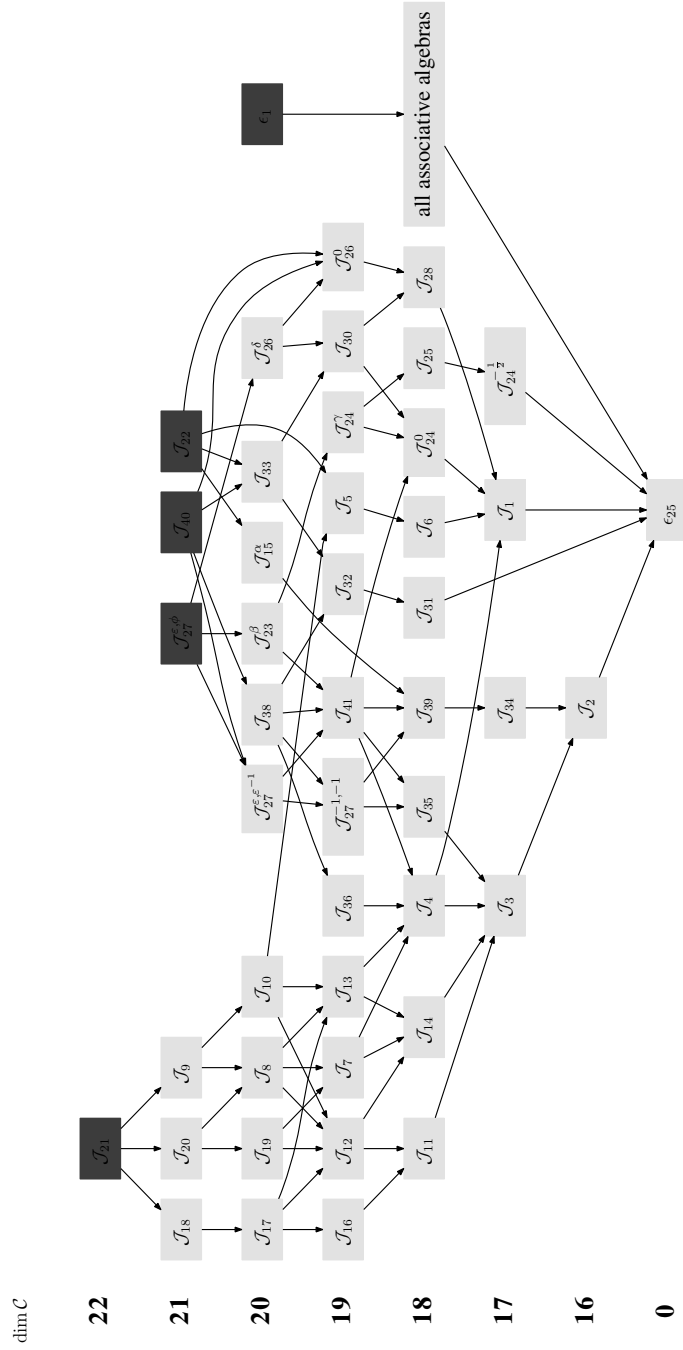 dim 𝒞
22
𝒥₂₁
21
𝒥₁₈ 𝒥₂₀ 𝒥₉ 𝒥₂₇^{ε,ϕ} 𝒥₄₀ 𝒥₂₂
20
𝒥₁₇ 𝒥₁₉ 𝒥₈ 𝒥₁₀ 𝒥₂₇^{ε,ε^{-1}} 𝒥₃₈ 𝒥₂₃^β 𝒥₁₅^α 𝒥₃₃ 𝒥₂₆^δ ϵ₁
19
𝒥₁₆ 𝒥₁₂ 𝒥₇ 𝒥₁₃ 𝒥₃₆ 𝒥₂₇^{-1,-1} 𝒥₄₁ 𝒥₃₂ 𝒥₅ 𝒥₂₄^γ 𝒥₃₀ 𝒥₂₆^0
18
𝒥₁₁ 𝒥₁₄ 𝒥₄ 𝒥₃₅ 𝒥₃₉ 𝒥₃₁ 𝒥₆ 𝒥₂₄^0 𝒥₂₅ 𝒥₂₈ all associative algebras
17
𝒥₃ 𝒥₃₄ 𝒥₁ 𝒥₂₄^{-1/2}
16
𝒥₂
0
ϵ₂₅